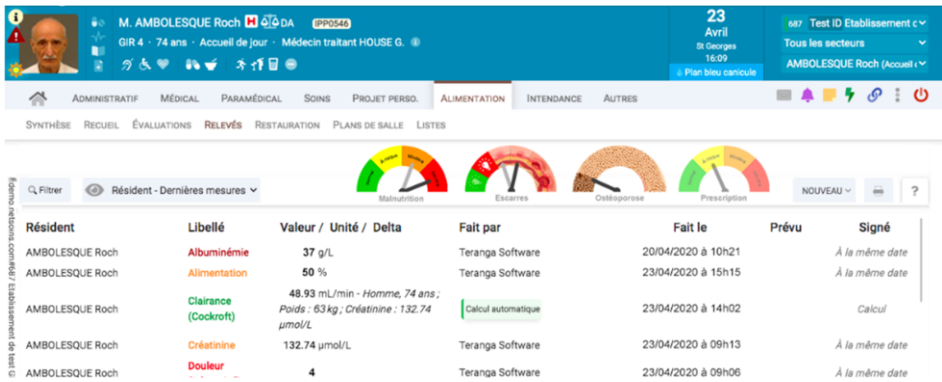 M. AMBOLESQUE Roch H DA IPP0546
GIR 4 · 74 ans · Accueil de jour · Médecin traitant HOUSE G.
23
Avril
St Georges
16:09
Plan bleu canicule
687 Test ID Etablissement c
Tous les secteurs
AMBOLESQUE Roch (Accueil
ADMINISTRATIF MÉDICAL PARAMÉDICAL SOINS PROJET PERSO. ALIMENTATION INTENDANCE AUTRES
SYNTHÈSE RECUEIL ÉVALUATIONS RELEVÉS RESTAURATION PLANS DE SALLE LISTES
Filtrer
Résident - Dernières mesures
Malnutrition
Escarres
Ostéoporose
Prescription
NOUVEAU
?
Résident Libellé Valeur / Unité / Delta Fait par Fait le Prévu Signé
AMBOLESQUE Roch Albuminémie 37 g/L Teranga Software 20/04/2020 à 10h21 À la même date
AMBOLESQUE Roch Alimentation 50 % Teranga Software 23/04/2020 à 15h15 À la même date
AMBOLESQUE Roch Clairance (Cockroft) 48.93 mL/min - Homme, 74 ans ; Calcul automatique 23/04/2020 à 14h02 Calcul
Poids : 63 kg ; Créatinine : 132.74
µmol/L
AMBOLESQUE Roch Créatinine 132.74 µmol/L Teranga Software 23/04/2020 à 09h13 À la même date
AMBOLESQUE Roch Douleur 4 Teranga Software 23/04/2020 à 09h06 À la même date